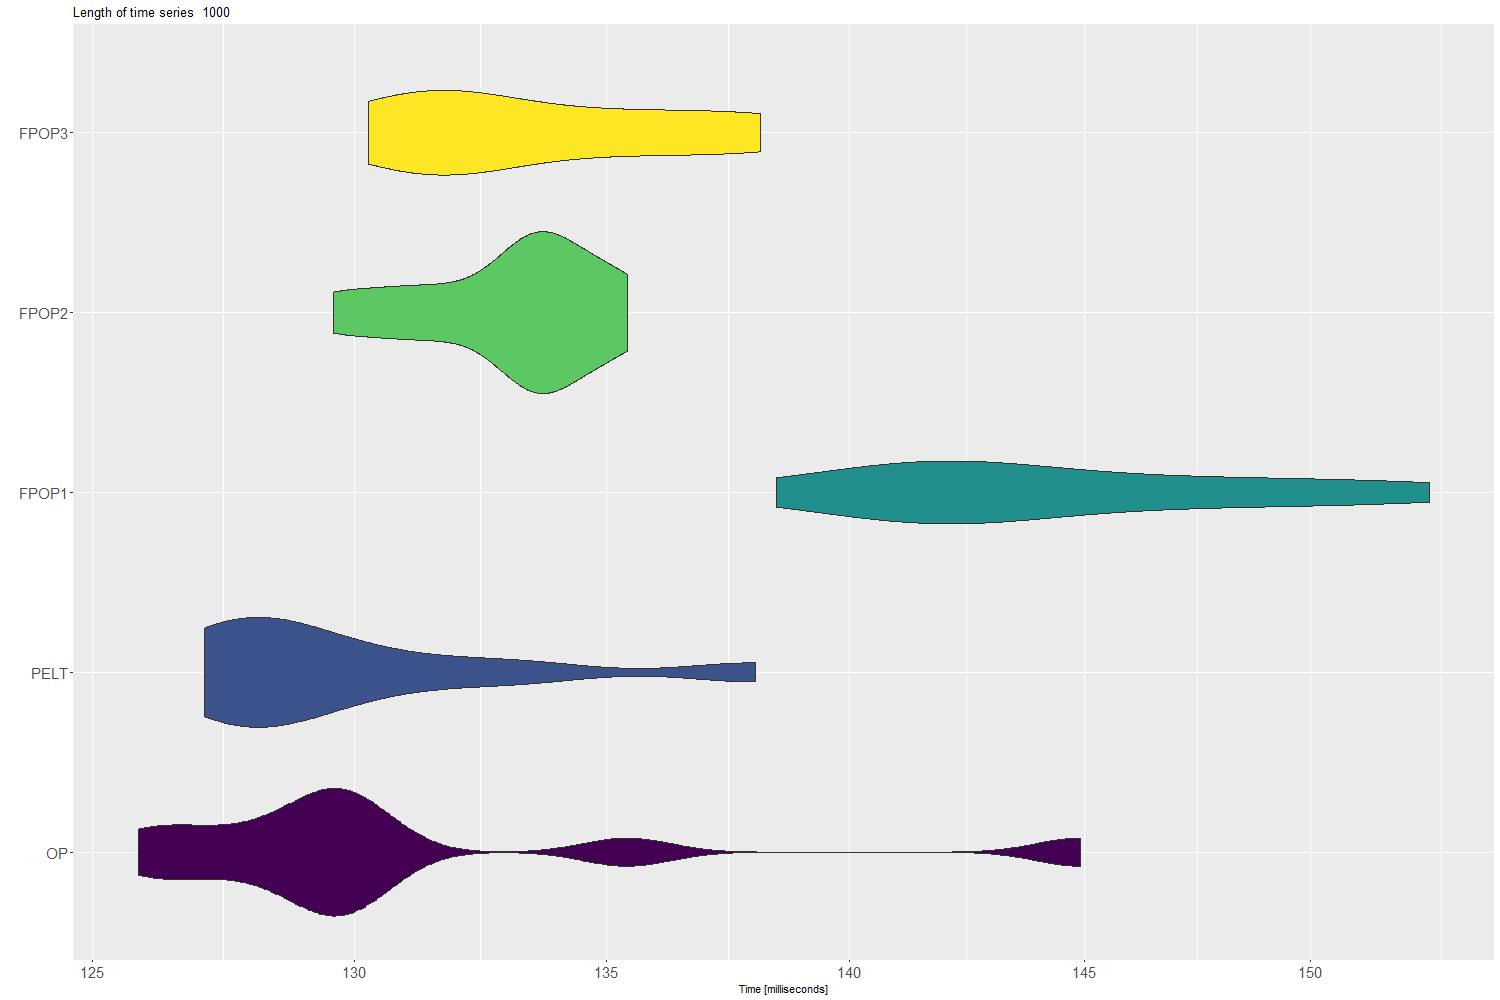 Length of time series  1000
FPOP3
FPOP2
FPOP1
PELT
OP
125 130 135 140 145 150
Time [milliseconds]